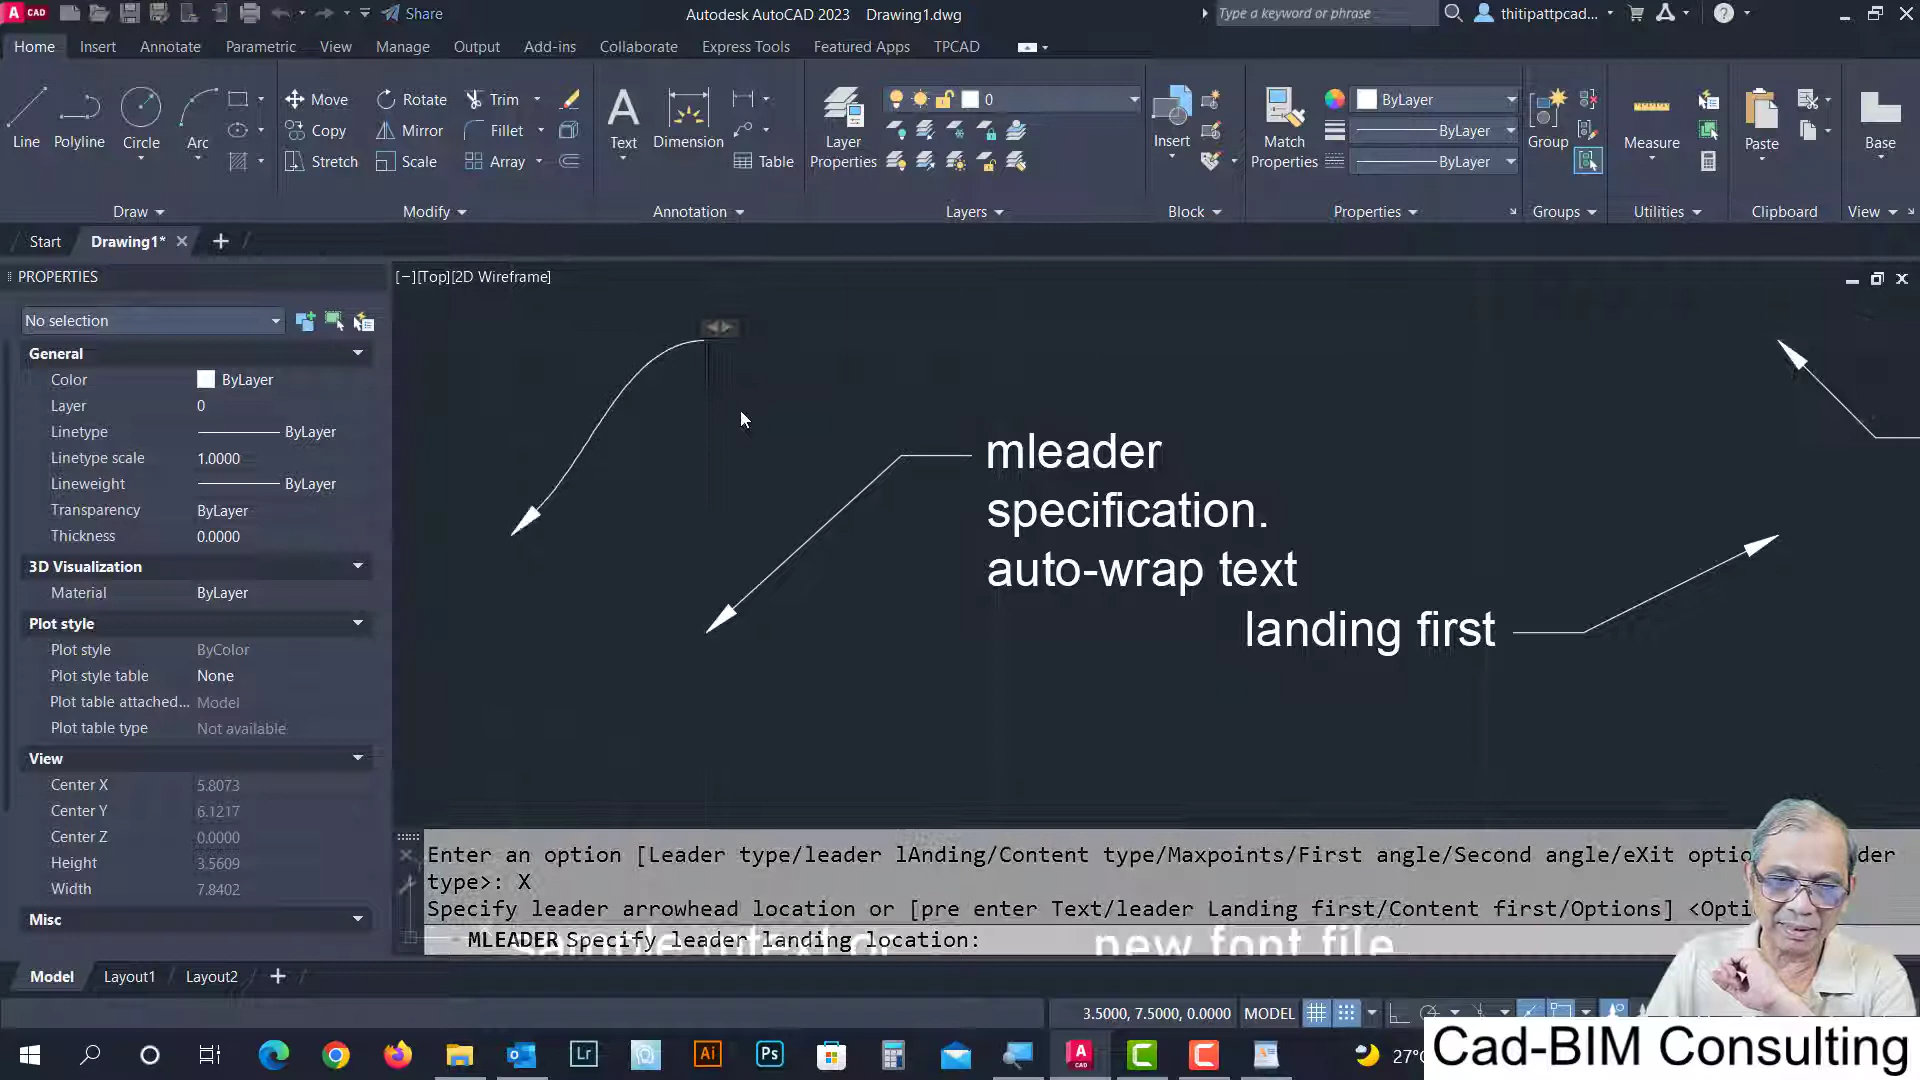 CAD
Share
Autodesk AutoCAD 2023 Drawing1.dwg
Type a keyword or phrase
thitipattpcad...
Home Insert Annotate Parametric View Manage Output Add-ins Collaborate Express Tools Featured Apps TPCAD
Line Polyline Circle Arc
Move Rotate Trim
Copy Mirror Fillet
Stretch Scale Array
Text Dimension Table
Layer Properties
0
Insert
Match Properties
ByLayer
ByLayer
ByLayer
Group
Measure
Paste
Base
Draw Modify Annotation Layers Block Properties Groups Utilities Clipboard View
Start Drawing1*
PROPERTIES
[−][Top][2D Wireframe]
No selection
General
Color ByLayer
Layer 0
Linetype ByLayer
Linetype scale 1.0000
Lineweight ByLayer
Transparency ByLayer
Thickness 0.0000
3D Visualization
Material ByLayer
Plot style
Plot style ByColor
Plot style table None
Plot table attached... Model
Plot table type Not available
View
Center X 5.8073
Center Y 6.1217
Center Z 0.0000
Height 3.5609
Width 7.8402
Misc
mleader
specification.
auto-wrap text
landing first
Enter an option [Leader type/leader lAnding/Content type/Maxpoints/First angle/Second angle/eXit
type>: X
Specify leader arrowhead location or [pre enter Text/leader Landing first/Content first/Options]
MLEADER Specify leader landing location:
new font file
Model Layout1 Layout2
3.5000, 7.5000, 0.0000 MODEL
Lr Ai Ps
A CAD
27°
Cad-BIM Consulting